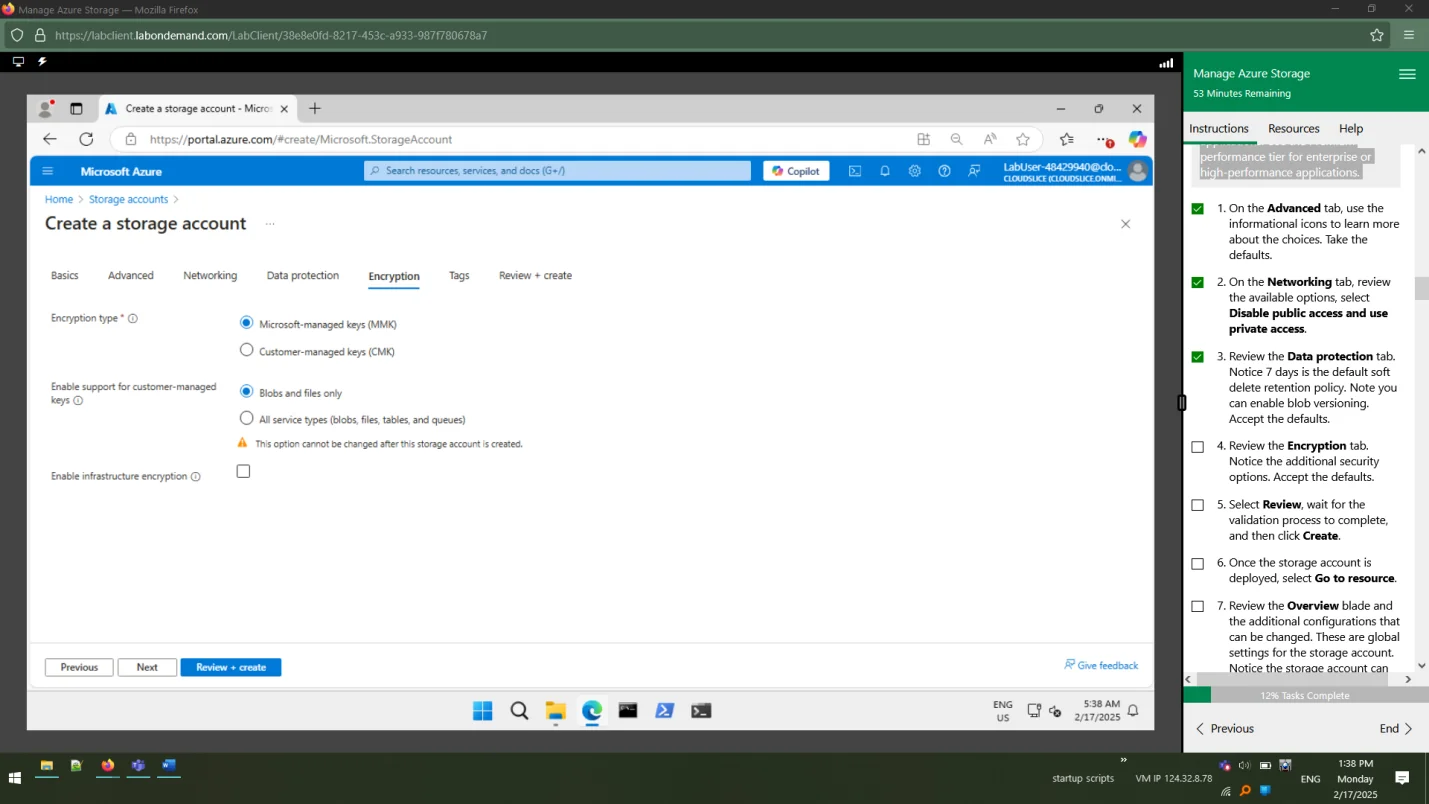 Manage Azure Storage — Mozilla Firefox
https://labclient.labondemand.com/LabClient/38e8e0fd-8217-453c-a933-987f780678a7
Create a storage account - Micros
https://portal.azure.com/#create/Microsoft.StorageAccount
Microsoft Azure
Search resources, services, and docs (G+/)
Copilot
LabUser-48429940@clo...
CLOUDSLICE (CLOUDSLICE.ONMI...
Home > Storage accounts >
Create a storage account ...
Basics Advanced Networking Data protection Encryption Tags Review + create
Encryption type *
Microsoft-managed keys (MMK)
Customer-managed keys (CMK)
Enable support for customer-managed
keys
Blobs and files only
All service types (blobs, files, tables, and queues)
This option cannot be changed after this storage account is created.
Enable infrastructure encryption
Previous
Next
Review + create
Give feedback
ENG
US
5:38 AM
2/17/2025
Manage Azure Storage
53 Minutes Remaining
Instructions Resources Help
performance tier for enterprise or
high-performance applications.
1. On the Advanced tab, use the
informational icons to learn more
about the choices. Take the
defaults.
2. On the Networking tab, review
the available options, select
Disable public access and use
private access.
3. Review the Data protection tab.
Notice 7 days is the default soft
delete retention policy. Note you
can enable blob versioning.
Accept the defaults.
4. Review the Encryption tab.
Notice the additional security
options. Accept the defaults.
5. Select Review, wait for the
validation process to complete,
and then click Create.
6. Once the storage account is
deployed, select Go to resource.
7. Review the Overview blade and
the additional configurations that
can be changed. These are global
settings for the storage account.
Notice the storage account can
12% Tasks Complete
Previous
End
startup scripts
VM IP 124.32.8.78
ENG
1:38 PM
Monday
2/17/2025